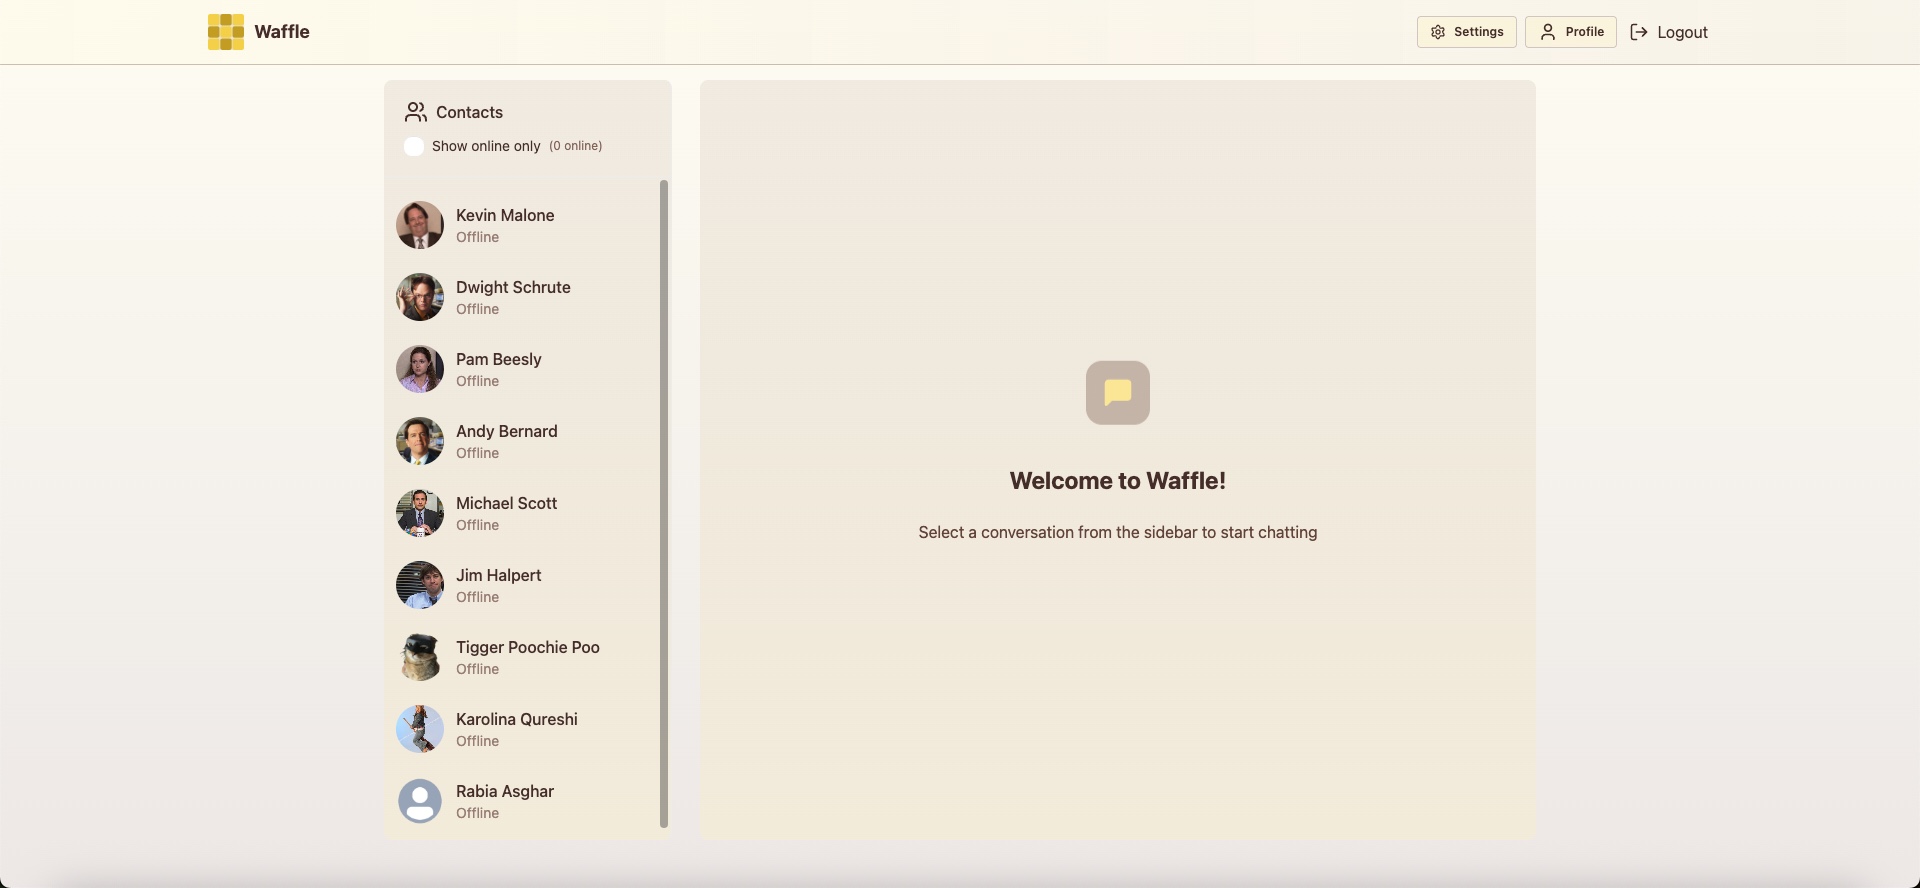 Waffle
Settings
Profile
Logout
Contacts
Show online only (0 online)
Kevin Malone
Offline
Dwight Schrute
Offline
Pam Beesly
Offline
Andy Bernard
Offline
Michael Scott
Offline
Jim Halpert
Offline
Tigger Poochie Poo
Offline
Karolina Qureshi
Offline
Rabia Asghar
Offline
Welcome to Waffle!
Select a conversation from the sidebar to start chatting